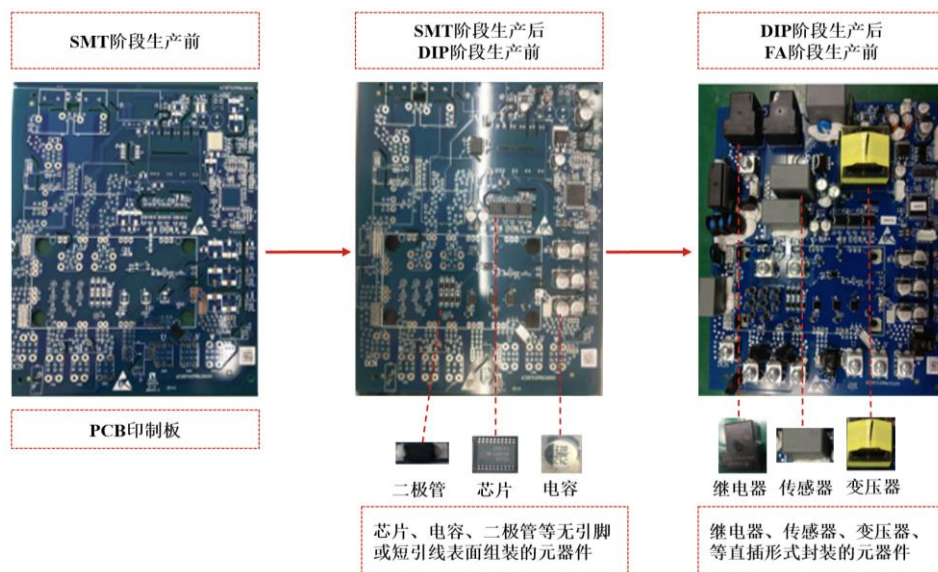 SMT阶段生产前
SMT阶段生产后
DIP阶段生产前
DIP阶段生产后
FA阶段生产前
PCB印制板
二极管
芯片
电容
继电器
传感器
变压器
芯片、电容、二极管等无引脚
或短引线表面组装的元器件
继电器、传感器、变压器、
等直插形式封装的元器件